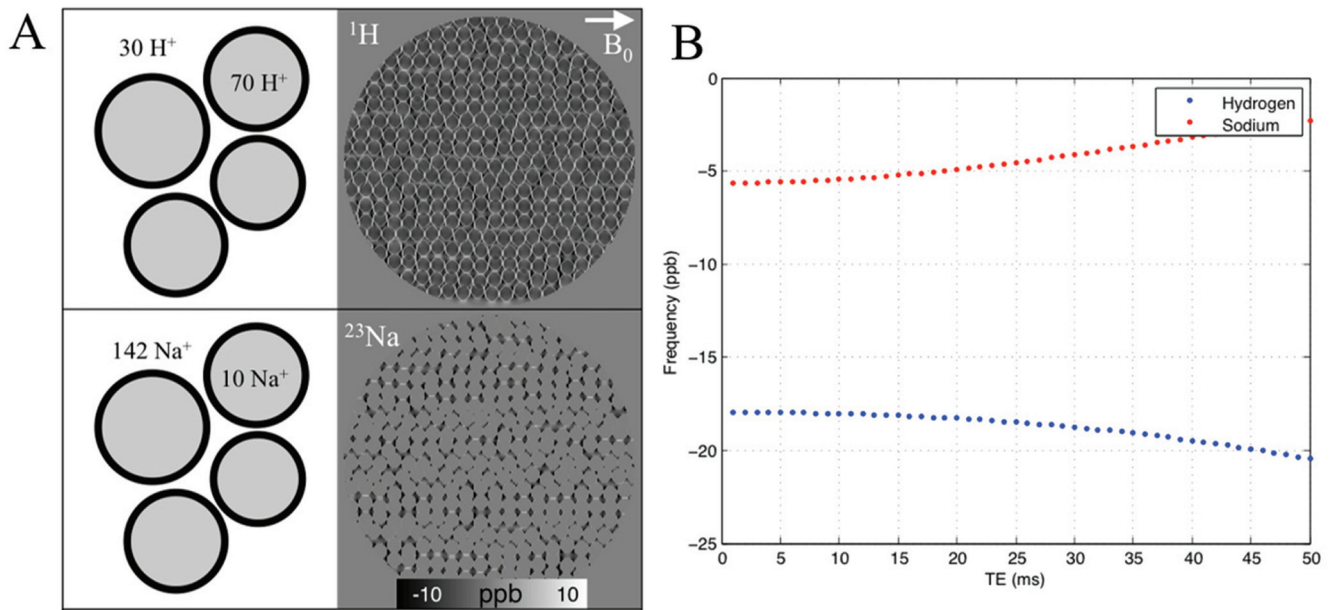 A
30 H⁺
70 H⁺
¹H
B₀
142 Na⁺
10 Na⁺
²³Na
-10 ppb 10
B
Hydrogen
Sodium
0
−5
−10
−15
−20
−25
Frequency (ppb)
0 5 10 15 20 25 30 35 40 45 50
TE (ms)